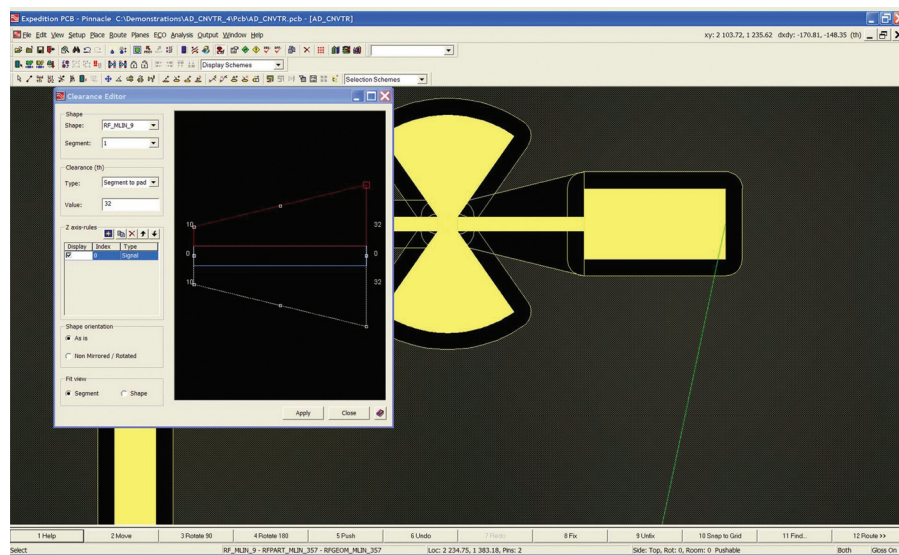 Expedition PCB - Pinnacle C:\Demonstrations\AD_CNVTR_4\Pcb\AD_CNVTR.pcb - [AD_CNVTR]
File Edit View Setup Place Route Planes ECO Analysis Output Window Help
xy: 2 103.72, 1 235.62 dxdy: -170.81, -148.35 (th)
Display Schemes
Selection Schemes
Clearance Editor
Shape
Shape: RF_MLIN_9
Segment: 1
Clearance (th)
Type: Segment to pad
Value: 32
Z axis-rules
Display Index Type
0 Signal
Shape orientation
As is
Non Mirrored / Rotated
Fit view
Segment Shape
10 32
0 0
10 32
Apply Close
1 Help 2 Move 3 Rotate 90 4 Rotate 180 5 Push 6 Undo 7 Redo 8 Fix 9 Unfix 10 Snap to Grid 11 Find... 12 Route >>
Select RF_MLIN_9 - RFPART_MLIN_357 - RFGEOM_MLIN_357 Loc: 2 234.75, 1 383.18, Pins: 2 Side: Top, Rot: 0, Room: 0 Pushable Both Gloss On